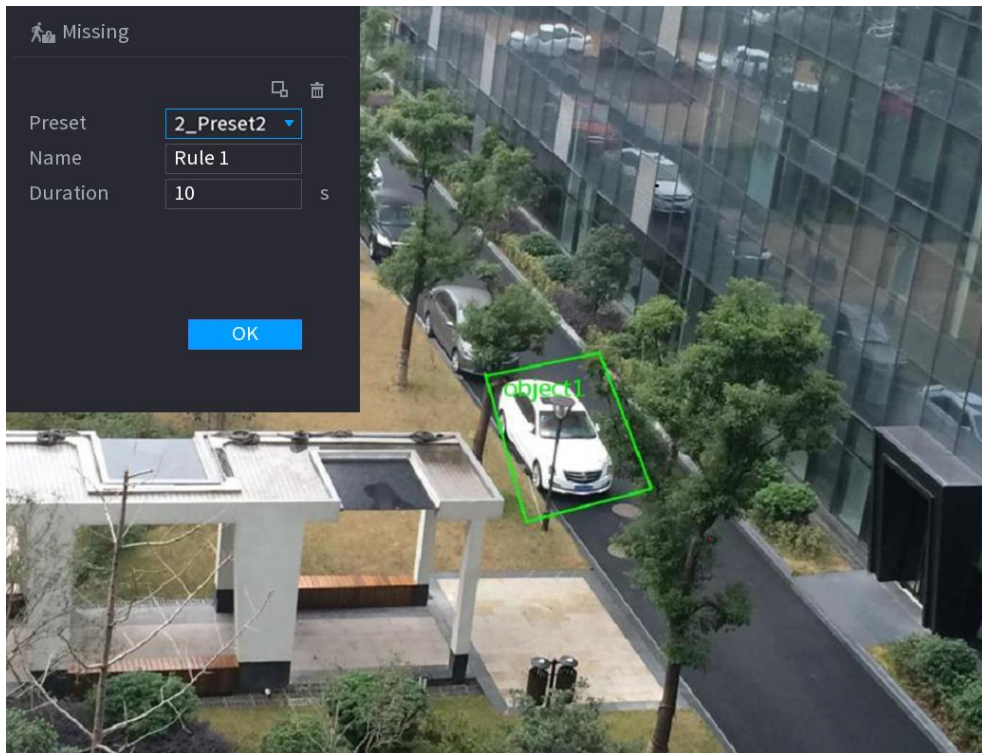 Missing
Preset 2_Preset2
Name Rule 1
Duration 10 s
OK
object1